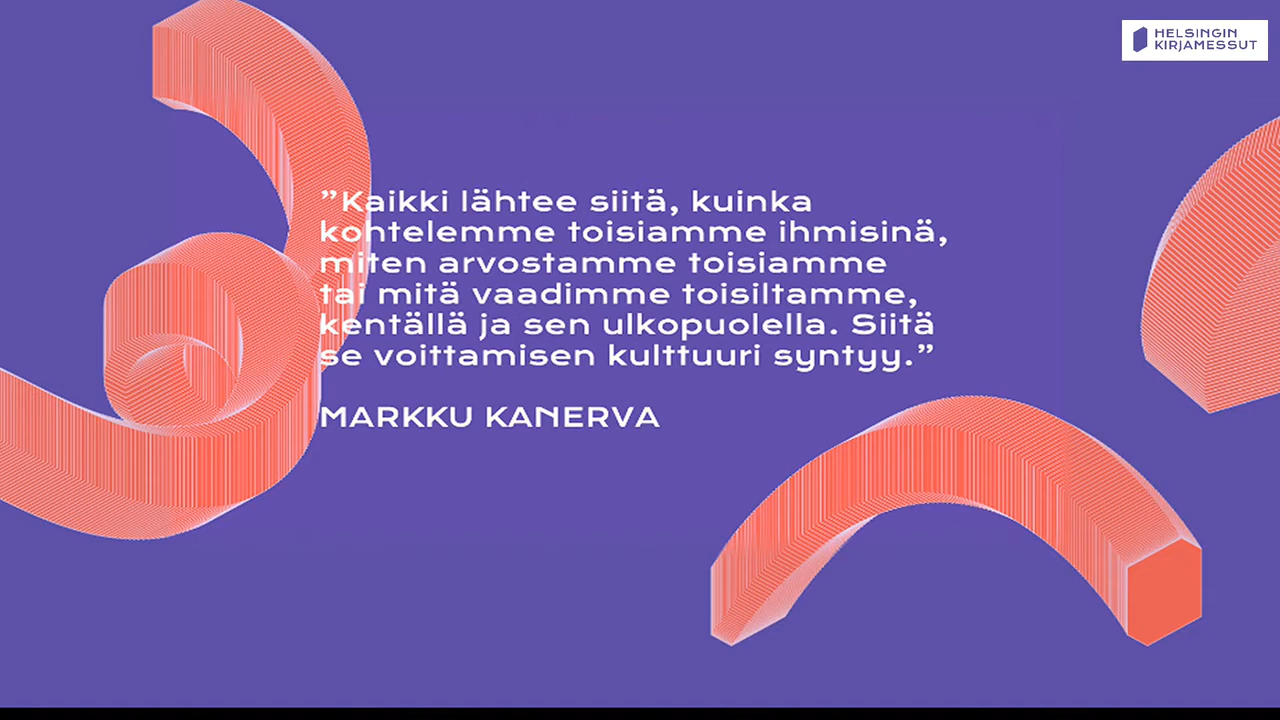 HELSINGIN
KIRJAMESSUT
”Kaikki lähtee siitä, kuinka
kohtelemme toisiamme ihmisinä,
miten arvostamme toisiamme
tai mitä vaadimme toisiltamme,
kentällä ja sen ulkopuolella. Siitä
se voittamisen kulttuuri syntyy.”
MARKKU KANERVA